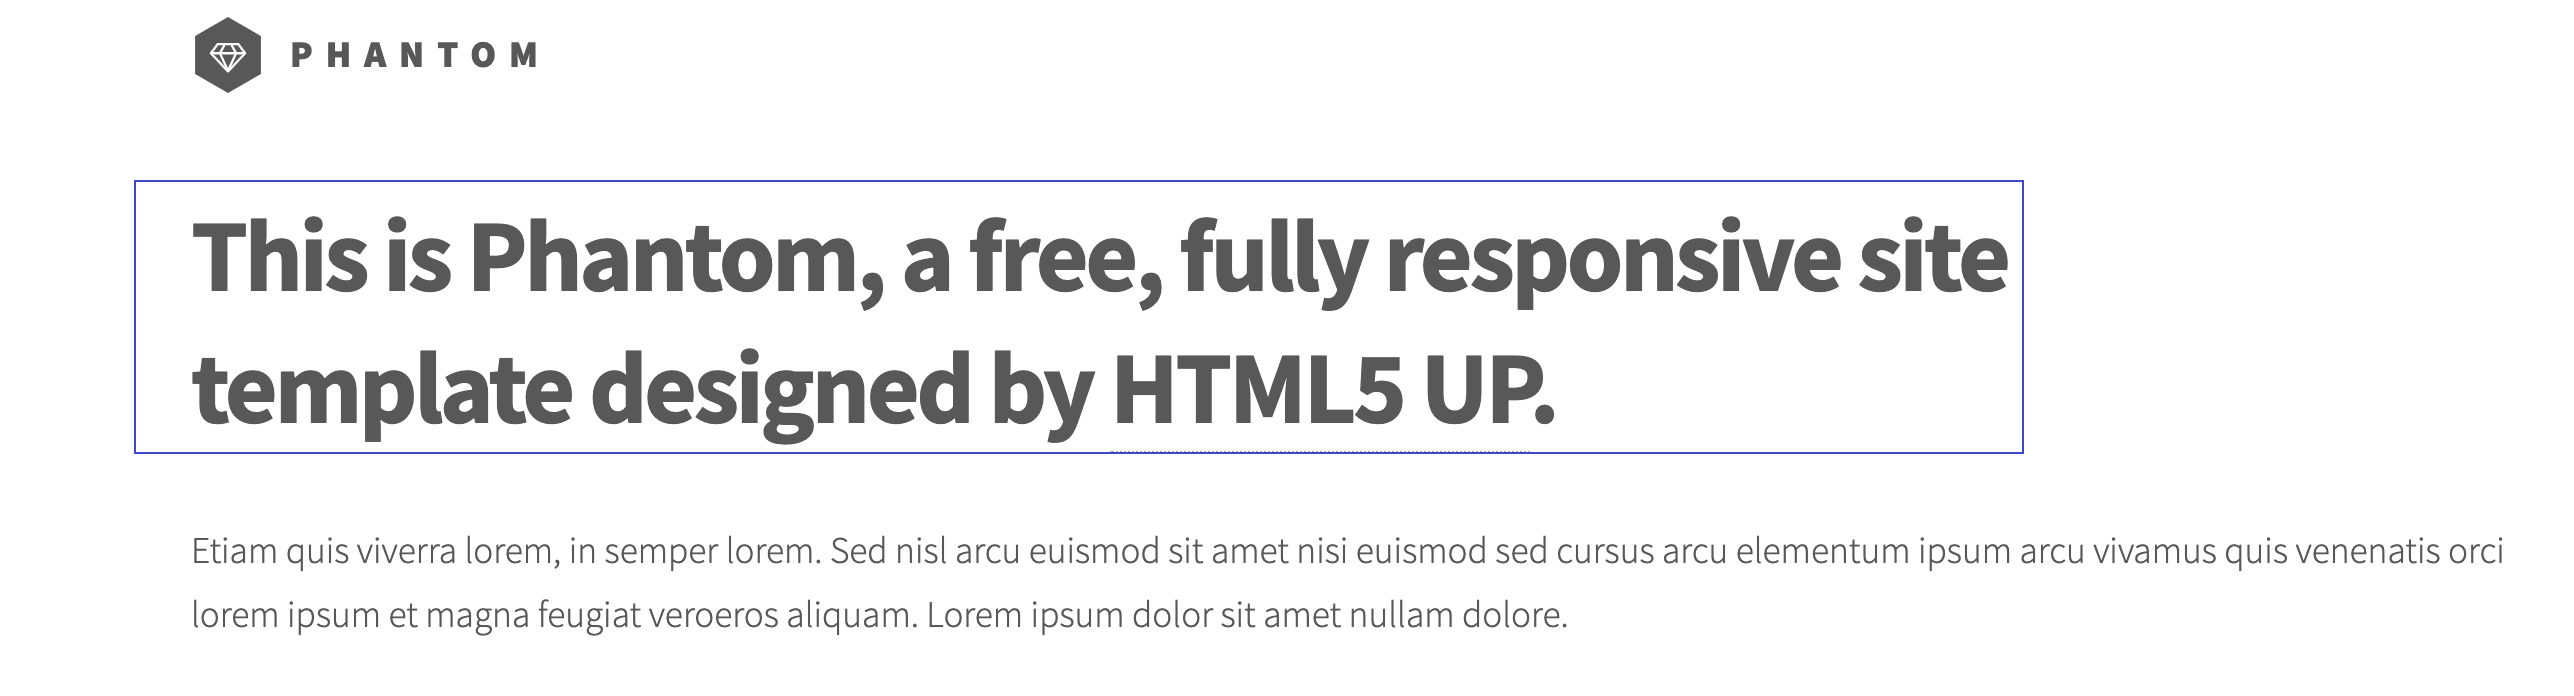 PHANTOM
This is Phantom, a free, fully responsive site
template designed by HTML5 UP.
Etiam quis viverra lorem, in semper lorem. Sed nisl arcu euismod sit amet nisi euismod sed cursus arcu elementum ipsum arcu vivamus quis venenatis orci
lorem ipsum et magna feugiat veroeros aliquam. Lorem ipsum dolor sit amet nullam dolore.